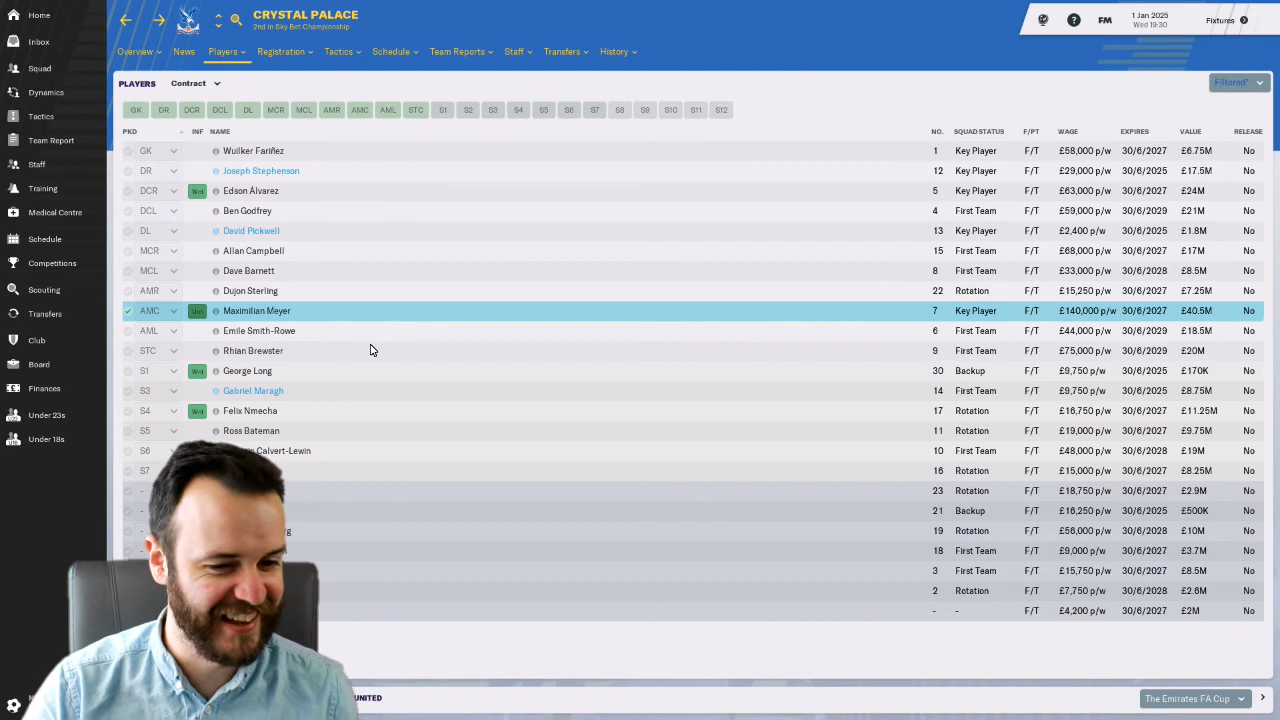 Home
Inbox
Squad
Dynamics
Tactics
Team Report
Staff
Training
Medical Centre
Schedule
Competitions
Scouting
Transfers
Club
Board
Finances
Under 23s
Under 18s
CRYSTAL PALACE
2nd in Sky Bet Championship
FM
1 Jan 2025
Wed 19:30
Fixtures
Overview News Players Registration Tactics Schedule Team Reports Staff Transfers History
PLAYERS Contract Filtered*
GK DR DCR DCL DL MCR MCL AMR AMC AML STC S1 S2 S3 S4 S5 S6 S7 S8 S9 S10 S11 S12
PKD INF NAME NO. SQUAD STATUS F/PT WAGE EXPIRES VALUE RELEASE
GK Wuilker Faríñez 1 Key Player F/T £58,000 p/w 30/6/2027 £6.75M No
DR Joseph Stephenson 12 Key Player F/T £29,000 p/w 30/6/2025 £17.5M No
DCR Wnt Edson Álvarez 5 Key Player F/T £63,000 p/w 30/6/2027 £24M No
DCL Ben Godfrey 4 First Team F/T £59,000 p/w 30/6/2029 £21M No
DL David Pickwell 13 Key Player F/T £2,400 p/w 30/6/2025 £1.8M No
MCR Allan Campbell 15 First Team F/T £68,000 p/w 30/6/2027 £17M No
MCL Dave Barnett 8 First Team F/T £33,000 p/w 30/6/2028 £8.5M No
AMR Dujon Sterling 22 Rotation F/T £15,250 p/w 30/6/2027 £7.25M No
AMC Unh Maximilian Meyer 7 Key Player F/T £140,000 p/w 30/6/2027 £40.5M No
AML Emile Smith-Rowe 6 First Team F/T £44,000 p/w 30/6/2029 £18.5M No
STC Rhian Brewster 9 First Team F/T £75,000 p/w 30/6/2027 £20M No
S1 Wnt George Long 30 Backup F/T £9,750 p/w 30/6/2025 £170K No
S3 Gabriel Maragh 14 First Team F/T £9,750 p/w 30/6/2025 £8.75M No
S4 Wnt Felix Nmecha 17 Rotation F/T £16,750 p/w 30/6/2027 £11.25M No
S5 Ross Bateman 11 Rotation F/T £19,000 p/w 30/6/2027 £9.75M No
S6 Calvert-Lewin 10 First Team F/T £48,000 p/w 30/6/2028 £19M No
S7 16 Rotation F/T £15,000 p/w 30/6/2027 £8.25M No
- 23 Rotation F/T £18,750 p/w 30/6/2027 £2.9M No
- 21 Backup F/T £16,250 p/w 30/6/2025 £500K No
- 19 Rotation F/T £56,000 p/w 30/6/2028 £10M No
- 18 First Team F/T £9,000 p/w 30/6/2027 £3.7M No
3 First Team F/T £15,750 p/w 30/6/2027 £8.5M No
2 Rotation F/T £7,750 p/w 30/6/2028 £2.6M No
- - F/T £4,200 p/w 30/6/2027 £2M No
UNITED The Emirates FA Cup